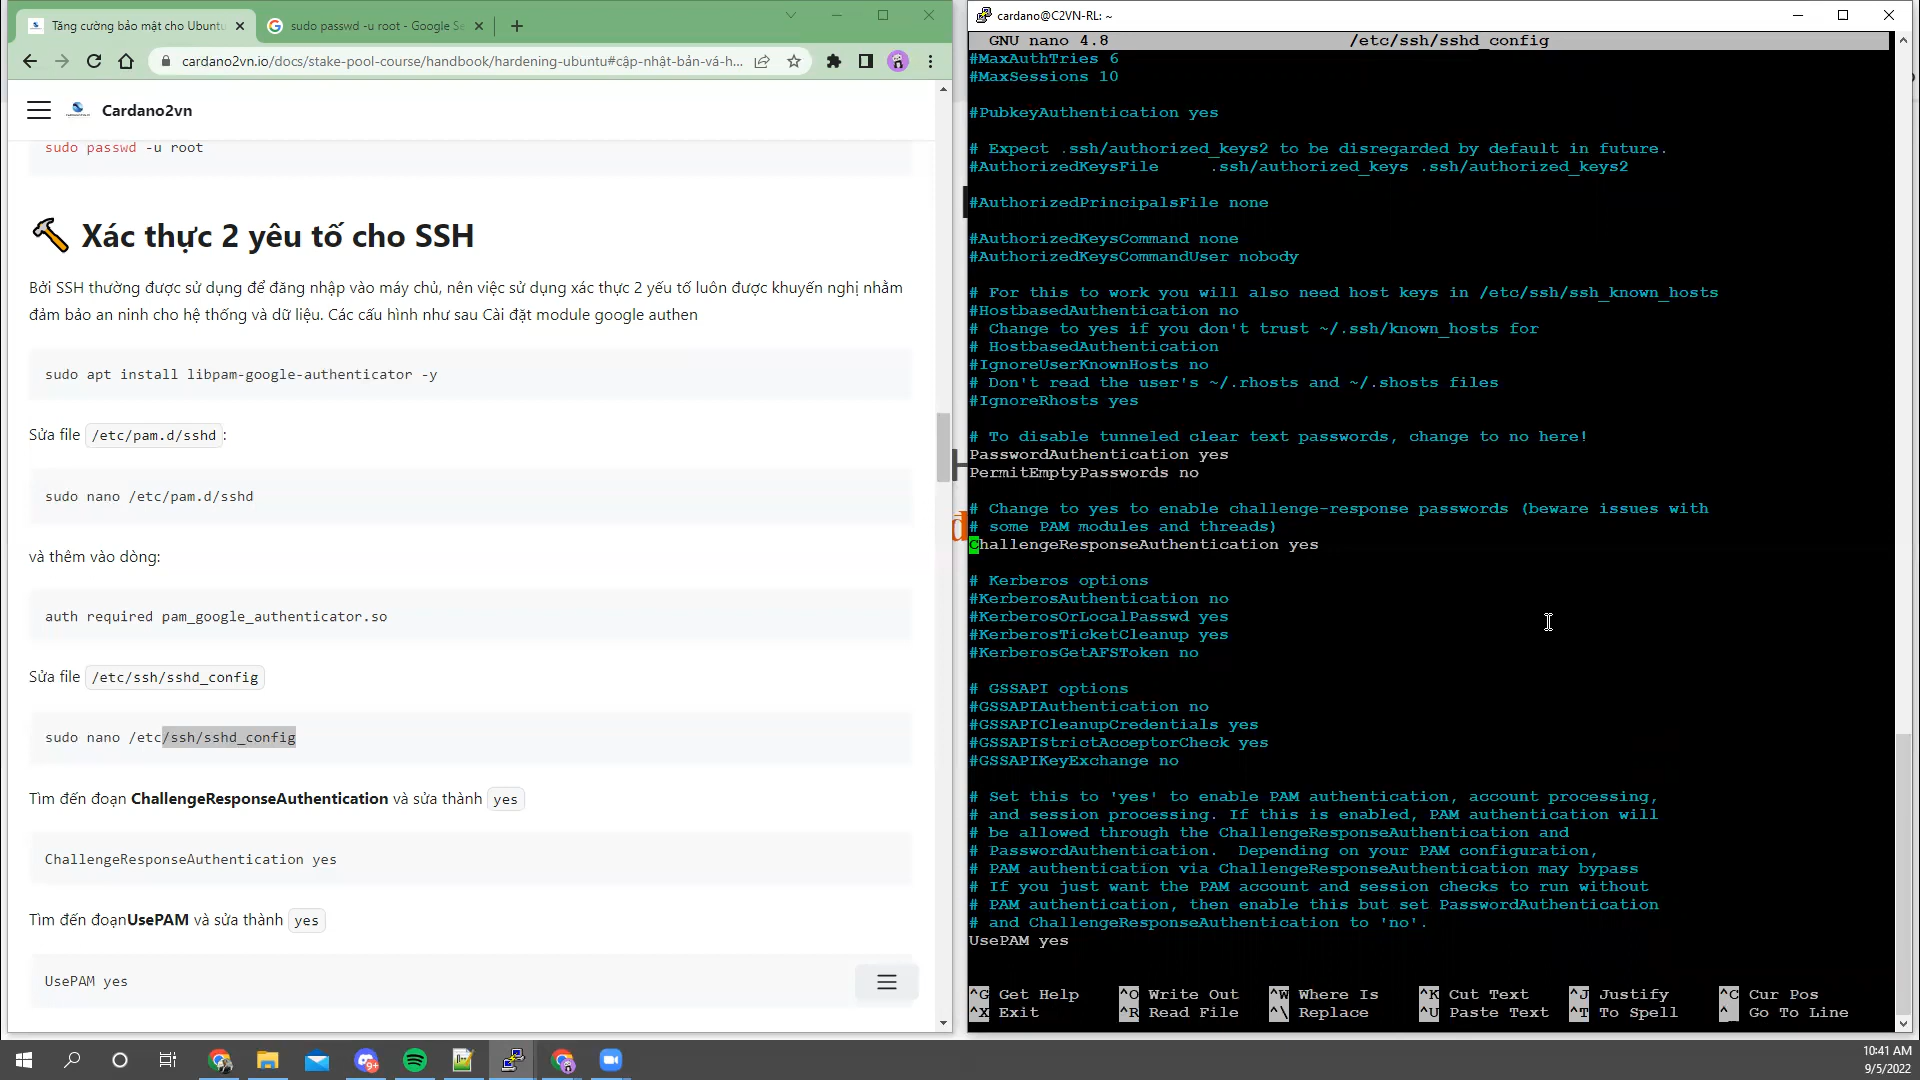 Tăng cường bảo mật cho Ubuntu
sudo passwd -u root - Google Se
cardano2vn.io/docs/stake-pool-course/handbook/hardening-ubuntu#cập-nhật-bản-vá-h...
Cardano2vn
sudo passwd -u root
Xác thực 2 yêu tố cho SSH
Bởi SSH thường được sử dụng để đăng nhập vào máy chủ, nên việc sử dụng xác thực 2 yếu tố luôn được khuyến nghị nhằm
đảm bảo an ninh cho hệ thống và dữ liệu. Các cấu hình như sau Cài đặt module google authen
sudo apt install libpam-google-authenticator -y
Sửa file /etc/pam.d/sshd:
sudo nano /etc/pam.d/sshd
và thêm vào dòng:
auth required pam_google_authenticator.so
Sửa file /etc/ssh/sshd_config
sudo nano /etc/ssh/sshd_config
Tìm đến đoạn ChallengeResponseAuthentication và sửa thành yes
ChallengeResponseAuthentication yes
Tìm đến đoạnUsePAM và sửa thành yes
UsePAM yes
H
đ
cardano@C2VN-RL: ~
GNU nano 4.8 /etc/ssh/sshd_config
#MaxAuthTries 6
#MaxSessions 10
#PubkeyAuthentication yes
# Expect .ssh/authorized_keys2 to be disregarded by default in future.
#AuthorizedKeysFile .ssh/authorized_keys .ssh/authorized_keys2
#AuthorizedPrincipalsFile none
#AuthorizedKeysCommand none
#AuthorizedKeysCommandUser nobody
# For this to work you will also need host keys in /etc/ssh/ssh_known_hosts
#HostbasedAuthentication no
# Change to yes if you don't trust ~/.ssh/known_hosts for
# HostbasedAuthentication
#IgnoreUserKnownHosts no
# Don't read the user's ~/.rhosts and ~/.shosts files
#IgnoreRhosts yes
# To disable tunneled clear text passwords, change to no here!
PasswordAuthentication yes
PermitEmptyPasswords no
# Change to yes to enable challenge-response passwords (beware issues with
# some PAM modules and threads)
ChallengeResponseAuthentication yes
# Kerberos options
#KerberosAuthentication no
#KerberosOrLocalPasswd yes
#KerberosTicketCleanup yes
#KerberosGetAFSToken no
# GSSAPI options
#GSSAPIAuthentication no
#GSSAPICleanupCredentials yes
#GSSAPIStrictAcceptorCheck yes
#GSSAPIKeyExchange no
# Set this to 'yes' to enable PAM authentication, account processing,
# and session processing. If this is enabled, PAM authentication will
# be allowed through the ChallengeResponseAuthentication and
# PasswordAuthentication.  Depending on your PAM configuration,
# PAM authentication via ChallengeResponseAuthentication may bypass
# If you just want the PAM account and session checks to run without
# PAM authentication, then enable this but set PasswordAuthentication
# and ChallengeResponseAuthentication to 'no'.
UsePAM yes
^G Get Help ^O Write Out ^W Where Is ^K Cut Text ^J Justify ^C Cur Pos
^X Exit ^R Read File ^\ Replace ^U Paste Text ^T To Spell ^_ Go To Line
9+
10:41 AM
9/5/2022